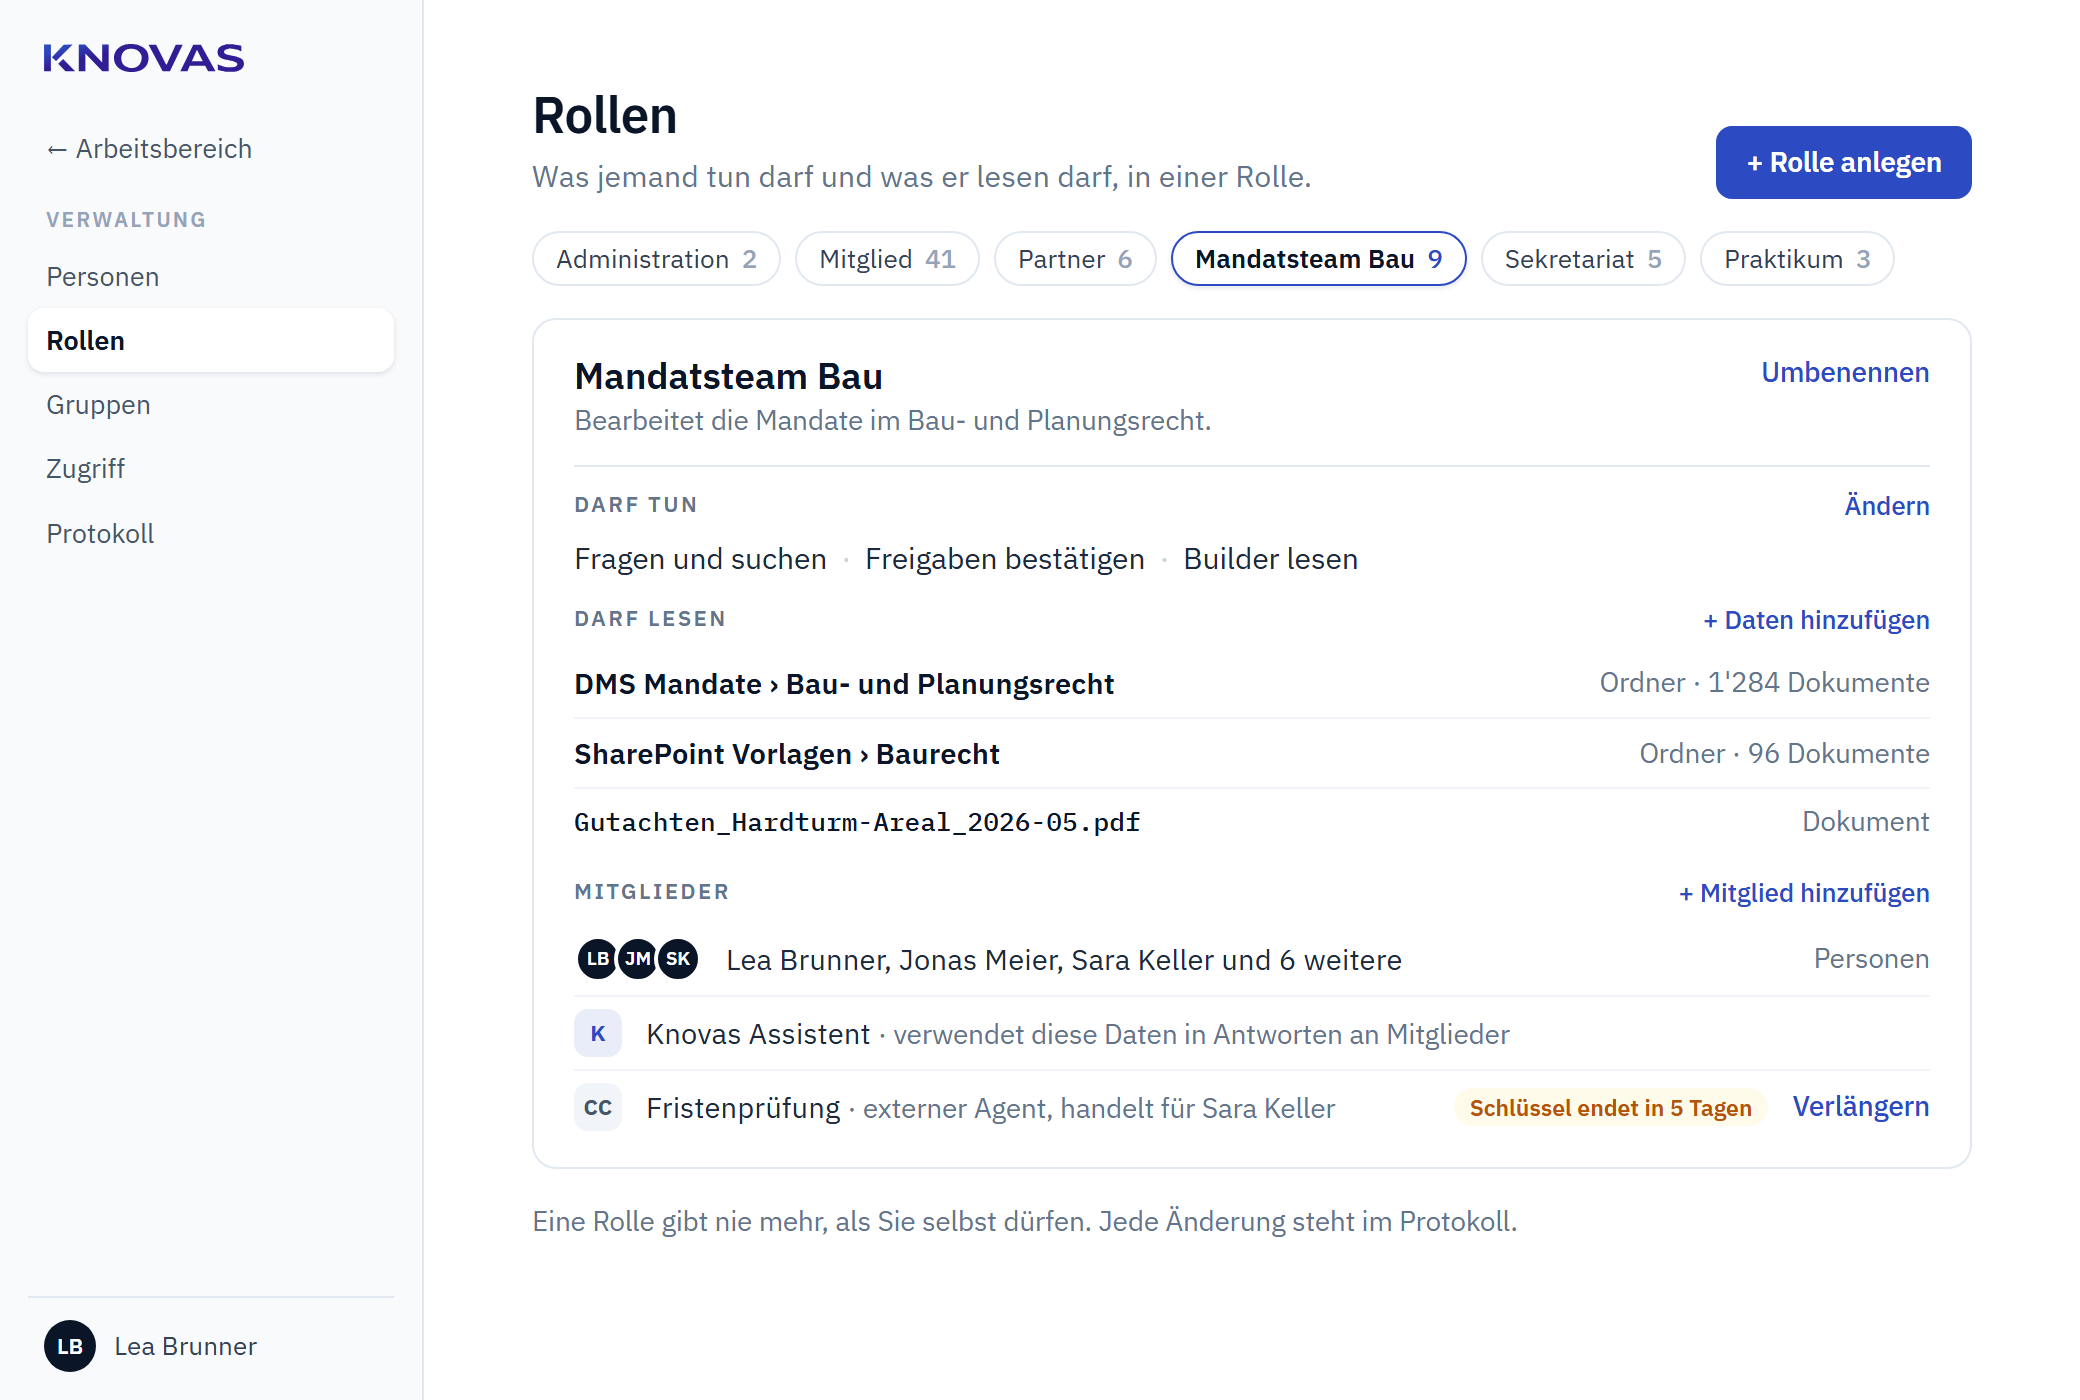 KNOVAS
← Arbeitsbereich
VERWALTUNG
Personen
Rollen
Gruppen
Zugriff
Protokoll
LB Lea Brunner
Rollen
Was jemand tun darf und was er lesen darf, in einer Rolle.
+ Rolle anlegen
Administration 2 Mitglied 41 Partner 6 Mandatsteam Bau 9 Sekretariat 5 Praktikum 3
Mandatsteam Bau Umbenennen
Bearbeitet die Mandate im Bau- und Planungsrecht.
DARF TUN Ändern
Fragen und suchen · Freigaben bestätigen · Builder lesen
DARF LESEN + Daten hinzufügen
DMS Mandate › Bau- und Planungsrecht Ordner · 1'284 Dokumente
SharePoint Vorlagen › Baurecht Ordner · 96 Dokumente
Gutachten_Hardturm-Areal_2026-05.pdf Dokument
MITGLIEDER + Mitglied hinzufügen
LB JM SK Lea Brunner, Jonas Meier, Sara Keller und 6 weitere Personen
K Knovas Assistent · verwendet diese Daten in Antworten an Mitglieder
CC Fristenprüfung · externer Agent, handelt für Sara Keller Schlüssel endet in 5 Tagen Verlängern
Eine Rolle gibt nie mehr, als Sie selbst dürfen. Jede Änderung steht im Protokoll.